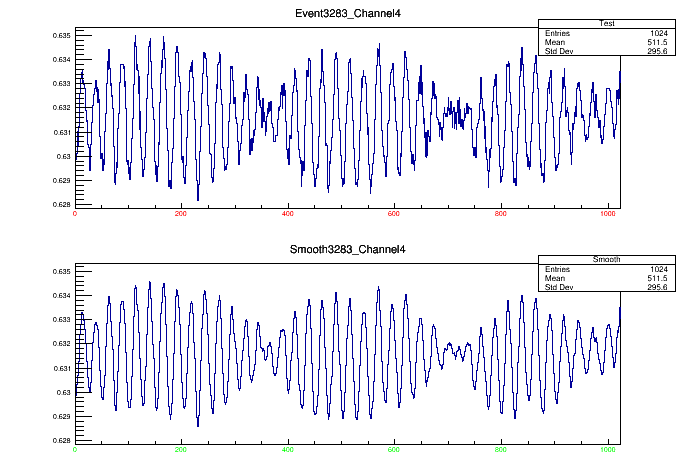 Event3283_Channel4
Test
Entries 1024
Mean 511.5
Std Dev 295.6
0.635
0.634
0.633
0.632
0.631
0.63
0.629
0.628
0 200 400 600 800 1000
Smooth3283_Channel4
Smooth
Entries 1024
Mean 511.5
Std Dev 295.6
0.635
0.634
0.633
0.632
0.631
0.63
0.629
0.628
0 200 400 600 800 1000